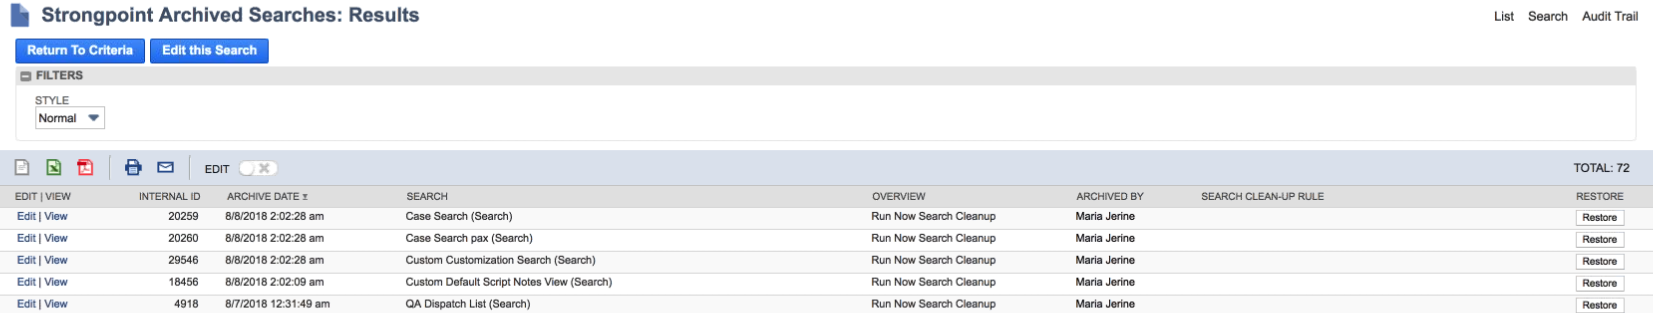 Strongpoint Archived Searches: Results
List Search Audit Trail
Return To Criteria Edit this Search
FILTERS
STYLE
Normal
EDIT TOTAL: 72
EDIT | VIEW INTERNAL ID ARCHIVE DATE SEARCH OVERVIEW ARCHIVED BY SEARCH CLEAN-UP RULE RESTORE
Edit | View 20259 8/8/2018 2:02:28 am Case Search (Search) Run Now Search Cleanup Maria Jerine Restore
Edit | View 20260 8/8/2018 2:02:28 am Case Search pax (Search) Run Now Search Cleanup Maria Jerine Restore
Edit | View 29546 8/8/2018 2:02:28 am Custom Customization Search (Search) Run Now Search Cleanup Maria Jerine Restore
Edit | View 18456 8/8/2018 2:02:09 am Custom Default Script Notes View (Search) Run Now Search Cleanup Maria Jerine Restore
Edit | View 4918 8/7/2018 12:31:49 am QA Dispatch List (Search) Run Now Search Cleanup Maria Jerine Restore